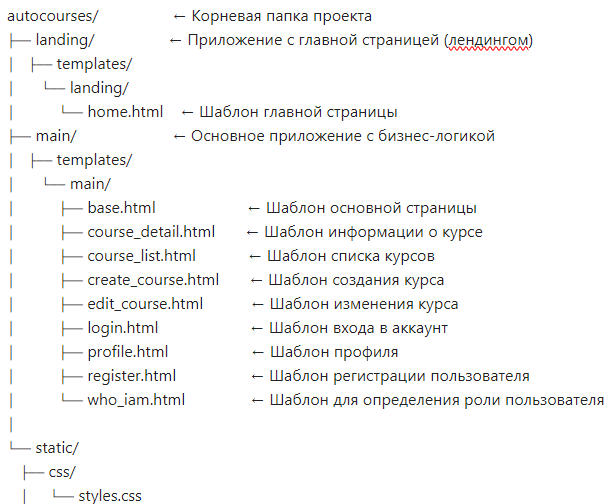 autocourses/ ← Корневая папка проекта
├── landing/ ← Приложение с главной страницей (лендингом)
│ ├── templates/
│ └── landing/
│ └── home.html ← Шаблон главной страницы
├── main/ ← Основное приложение с бизнес-логикой
│ ├── templates/
│ └── main/
│ ├── base.html ← Шаблон основной страницы
│ ├── course_detail.html ← Шаблон информации о курсе
│ ├── course_list.html ← Шаблон списка курсов
│ ├── create_course.html ← Шаблон создания курса
│ ├── edit_course.html ← Шаблон изменения курса
│ ├── login.html ← Шаблон входа в аккаунт
│ ├── profile.html ← Шаблон профиля
│ ├── register.html ← Шаблон регистрации пользователя
│ └── who_iam.html ← Шаблон для определения роли пользователя
│
└── static/
├── css/
│ └── styles.css